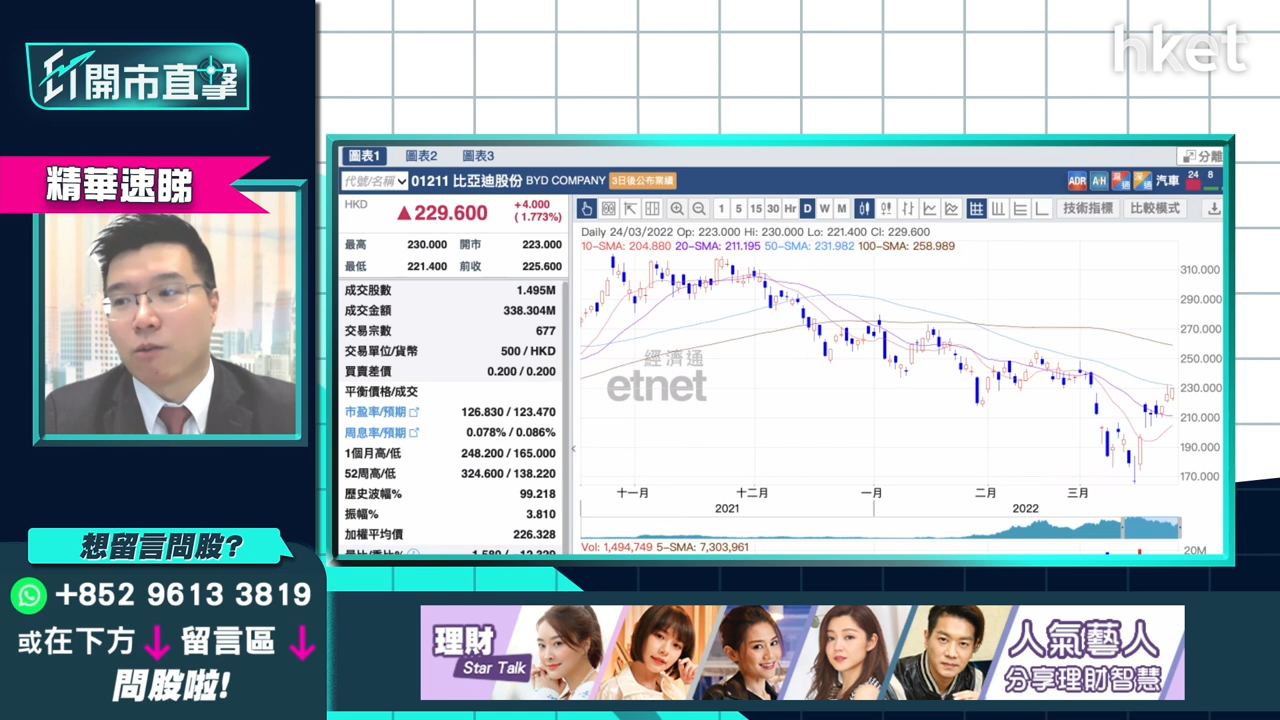 hket
ET開市直擊
精華速睇
想留言問股?
+852 9613 3819
或在下方↓留言區↓
問股啦!
圖表1 圖表2 圖表3 分離
代號/名稱 01211 比亞迪股份 BYD COMPANY 3日後公布業績 ADR A·H 汽車 24 8
HKD ▲229.600 +4.000
(1.773%)
最高 230.000 開市 223.000
最低 221.400 前收 225.600
成交股數 1.495M
成交金額 338.304M
交易宗數 677
交易單位/貨幣 500 / HKD
買賣差價 0.200 / 0.200
平衡價格/成交
市盈率/預期 126.830 / 123.470
周息率/預期 0.078% / 0.086%
1個月高/低 248.200 / 165.000
52周高/低 324.600 / 138.220
歷史波幅% 99.218
振幅% 3.810
加權平均價 226.328
1 5 15 30 Hr D W M 技術指標 比較模式
Daily 24/03/2022 Op: 223.000 Hi: 230.000 Lo: 221.400 Cl: 229.600
10-SMA: 204.880 20-SMA: 211.195 50-SMA: 231.982 100-SMA: 258.989
310.000
290.000
270.000
250.000
230.000
210.000
190.000
170.000
經濟通
etnet
十一月 十二月 一月 二月 三月
2021 2022
Vol: 1,494,749 5-SMA: 7,303,961
20M
理財
Star Talk
人氣藝人
分享理財智慧